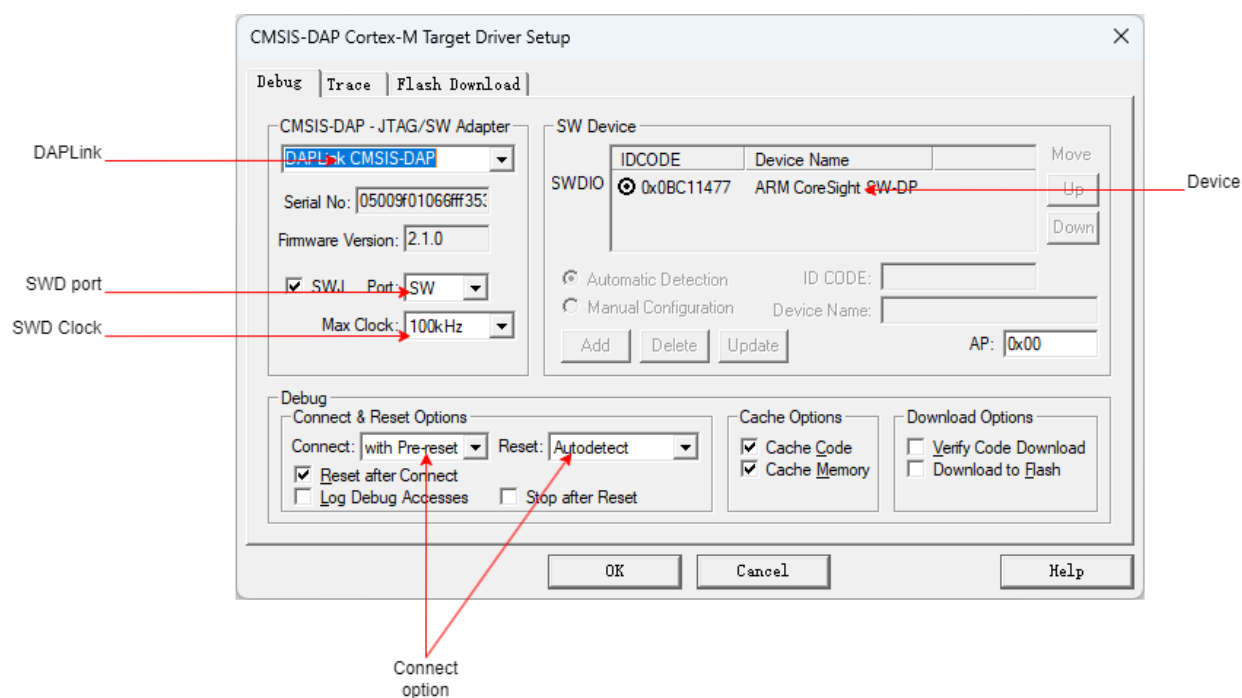 CMSIS-DAP Cortex-M Target Driver Setup
Debug Trace Flash Download
CMSIS-DAP - JTAG/SW Adapter
DAPLink CMSIS-DAP
Serial No: 05009f01066fff353
Firmware Version: 2.1.0
SWJ Port: SW
Max Clock: 100kHz
SW Device
IDCODE Device Name
SWDIO 0x0BC11477 ARM CoreSight SW-DP
Move
Up
Down
Automatic Detection ID CODE:
Manual Configuration Device Name:
Add Delete Update AP: 0x00
Debug
Connect & Reset Options
Connect: with Pre-reset Reset: Autodetect
Reset after Connect
Log Debug Accesses Stop after Reset
Cache Options
Cache Code
Cache Memory
Download Options
Verify Code Download
Download to Flash
OK Cancel Help
DAPLink
SWD port
SWD Clock
Device
Connect
option